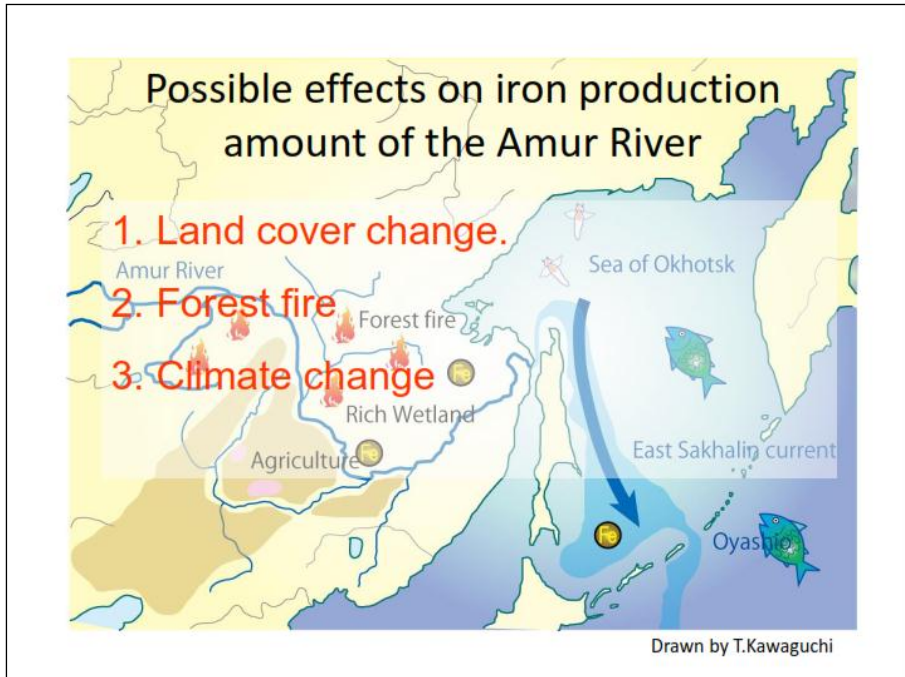 Possible effects on iron production
amount of the Amur River
1. Land cover change.
Amur River
Sea of Okhotsk
2. Forest fire
Forest fire
3. Climate change
Fe
Rich Wetland
Agriculture
Fe
East Sakhalin current
Fe
Oyashio
Drawn by T.Kawaguchi